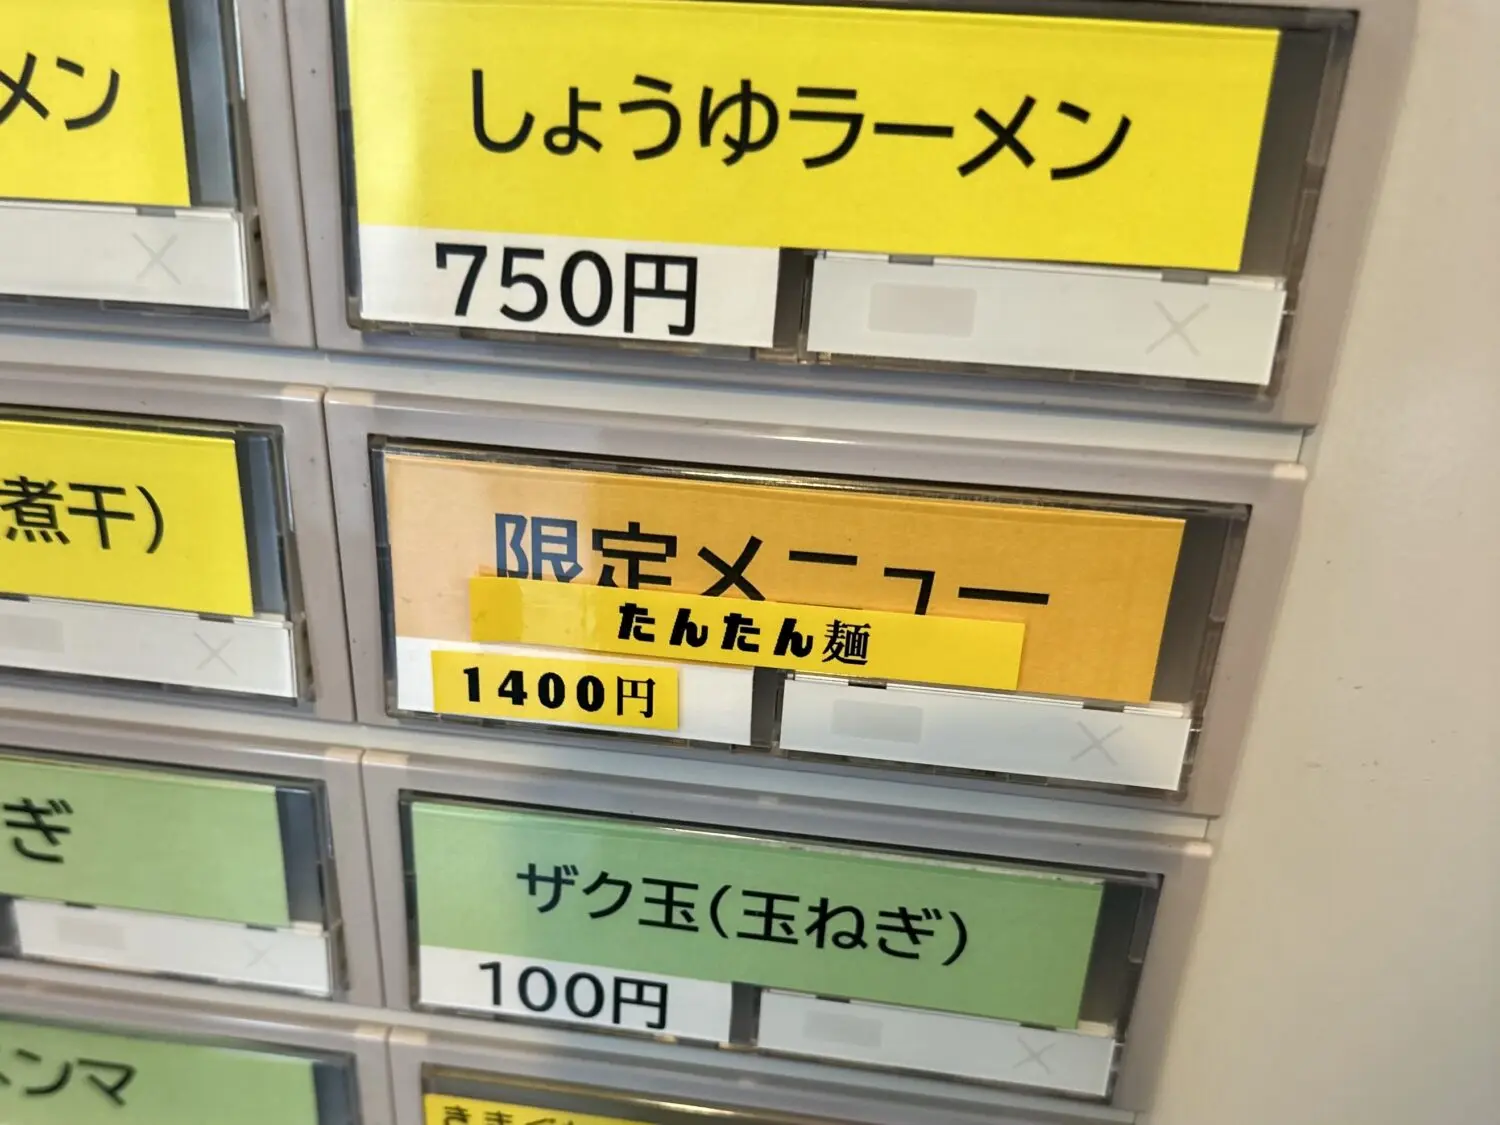 メン
しょうゆラーメン
750円
煮干)
限定メニュー
たんたん麺
1400円
ぎ
ザク玉(玉ねぎ)
100円
ンマ